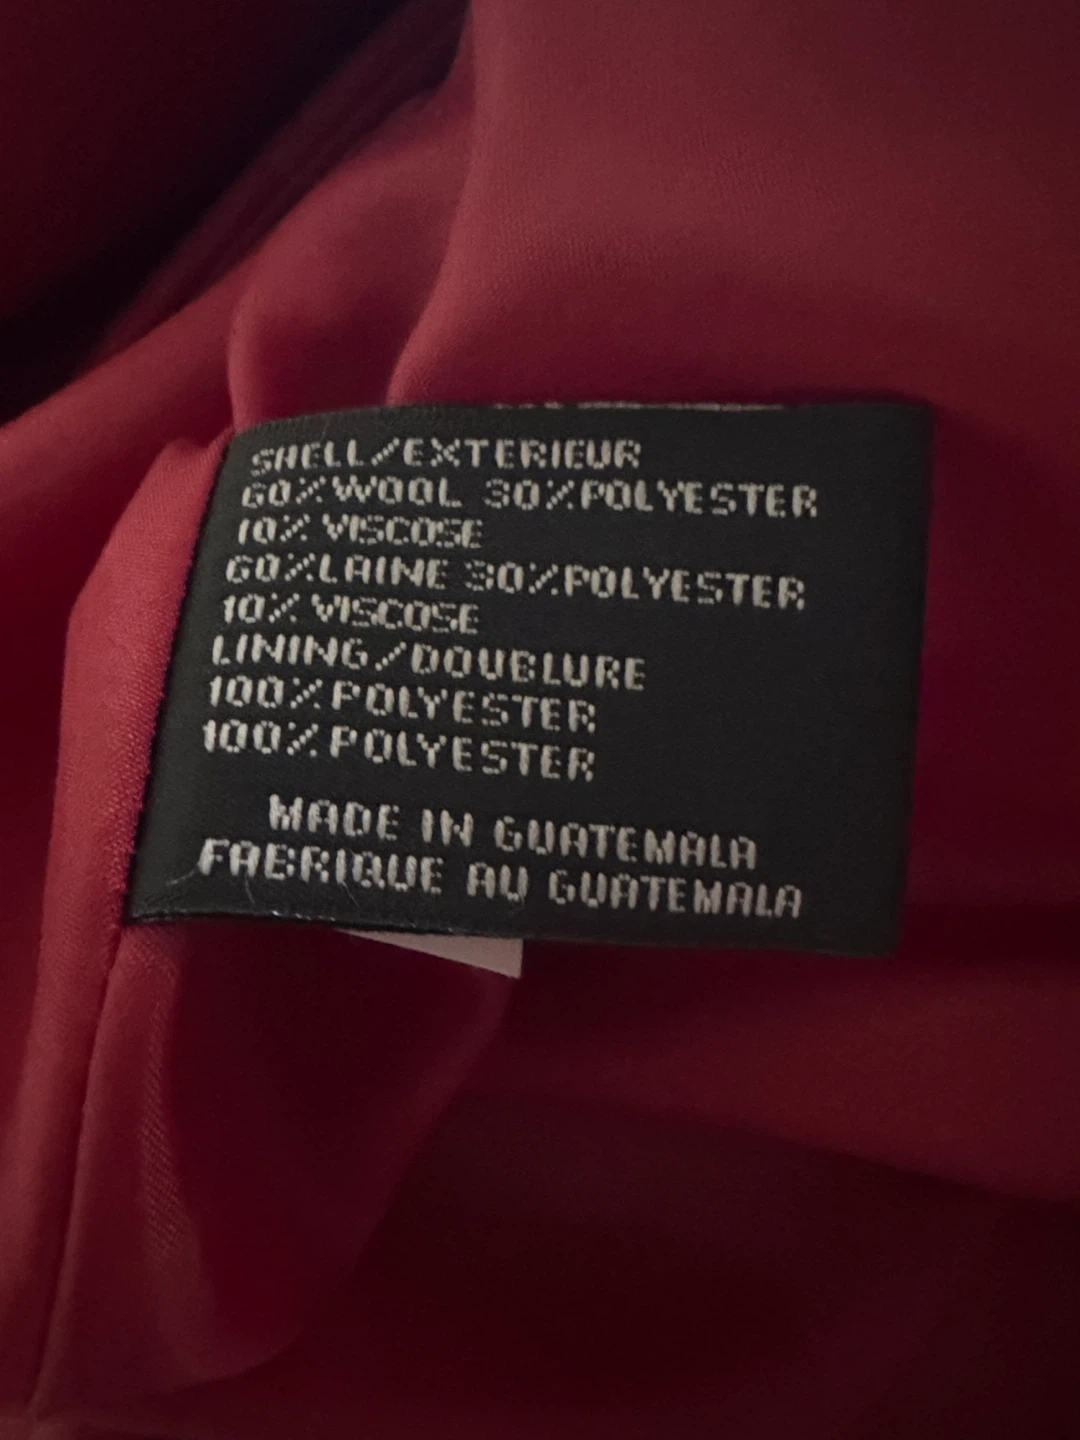 SHELL/EXTERIEUR
60%WOOL 30%POLYESTER
10% VISCOSE
60%LAINE 30%POLYESTER
10% VISCOSE
LINING/DOUBLURE
100%POLYESTER
100%POLYESTER
MADE IN GUATEMALA
FABRIQUE AU GUATEMALA